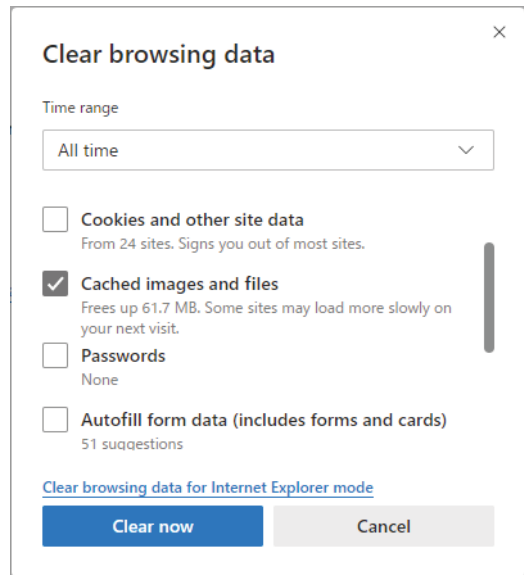 Clear browsing data
Time range
All time
Cookies and other site data
From 24 sites. Signs you out of most sites.
Cached images and files
Frees up 61.7 MB. Some sites may load more slowly on
your next visit.
Passwords
None
Autofill form data (includes forms and cards)
51 suggestions
Clear browsing data for Internet Explorer mode
Clear now
Cancel